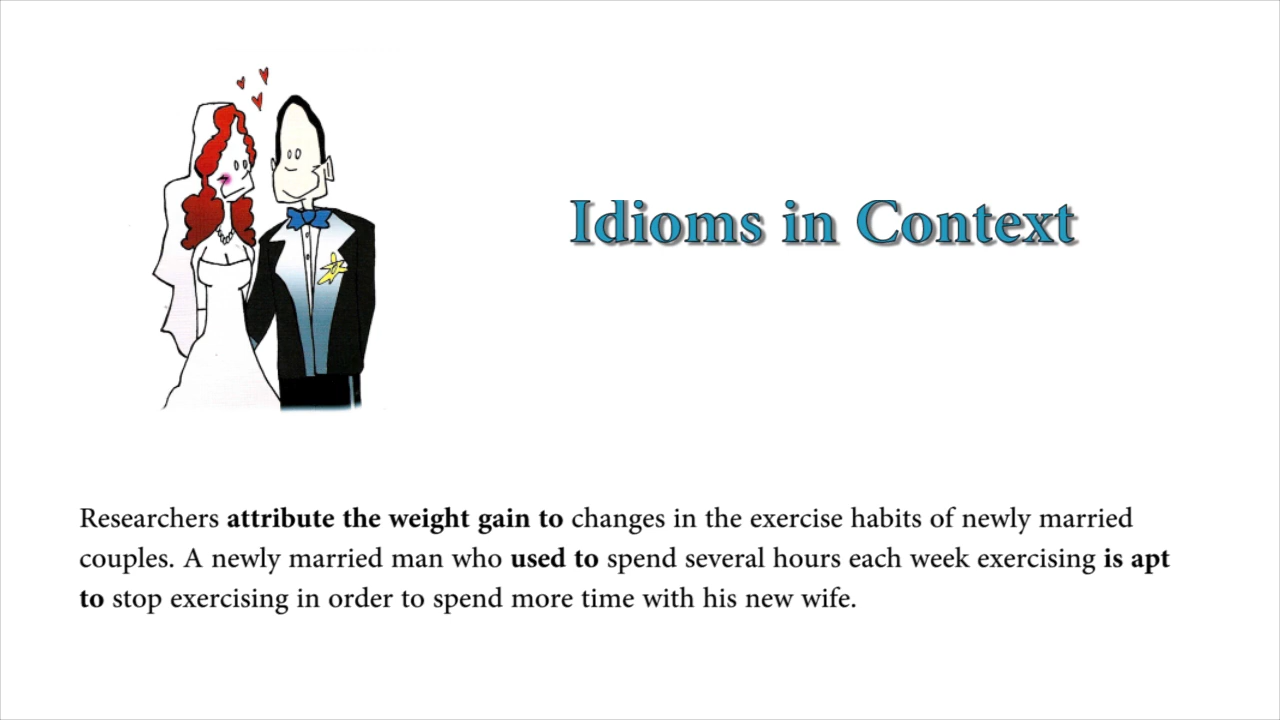 Idioms in Context
Researchers attribute the weight gain to changes in the exercise habits of newly married
couples. A newly married man who used to spend several hours each week exercising is apt
to stop exercising in order to spend more time with his new wife.